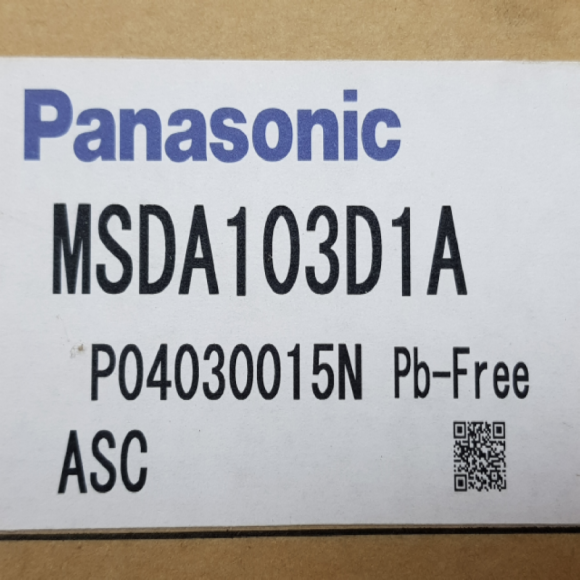 Panasonic
MSDA103D1A
P04030015N Pb-Free
ASC